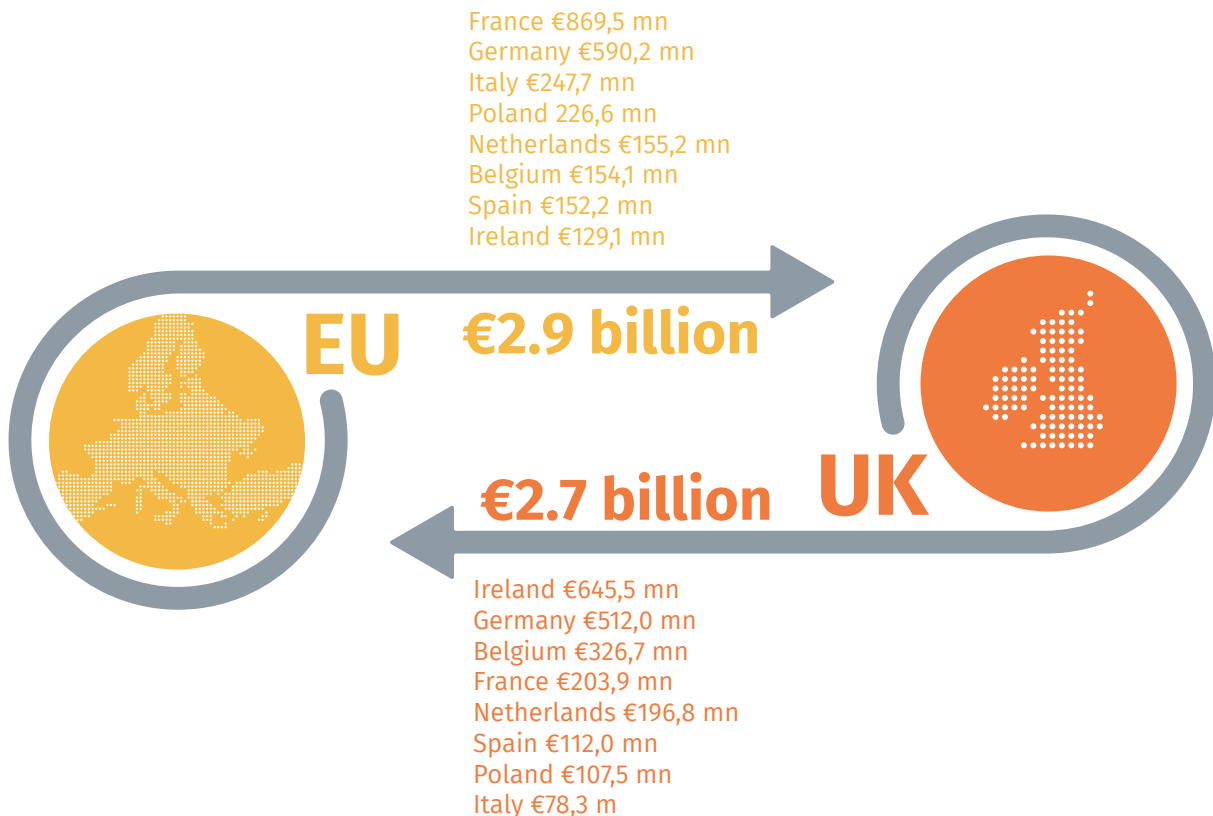 France €869,5 mn
Germany €590,2 mn
Italy €247,7 mn
Poland 226,6 mn
Netherlands €155,2 mn
Belgium €154,1 mn
Spain €152,2 mn
Ireland €129,1 mn
EU
€2.9 billion
€2.7 billion
UK
Ireland €645,5 mn
Germany €512,0 mn
Belgium €326,7 mn
France €203,9 mn
Netherlands €196,8 mn
Spain €112,0 mn
Poland €107,5 mn
Italy €78,3 m